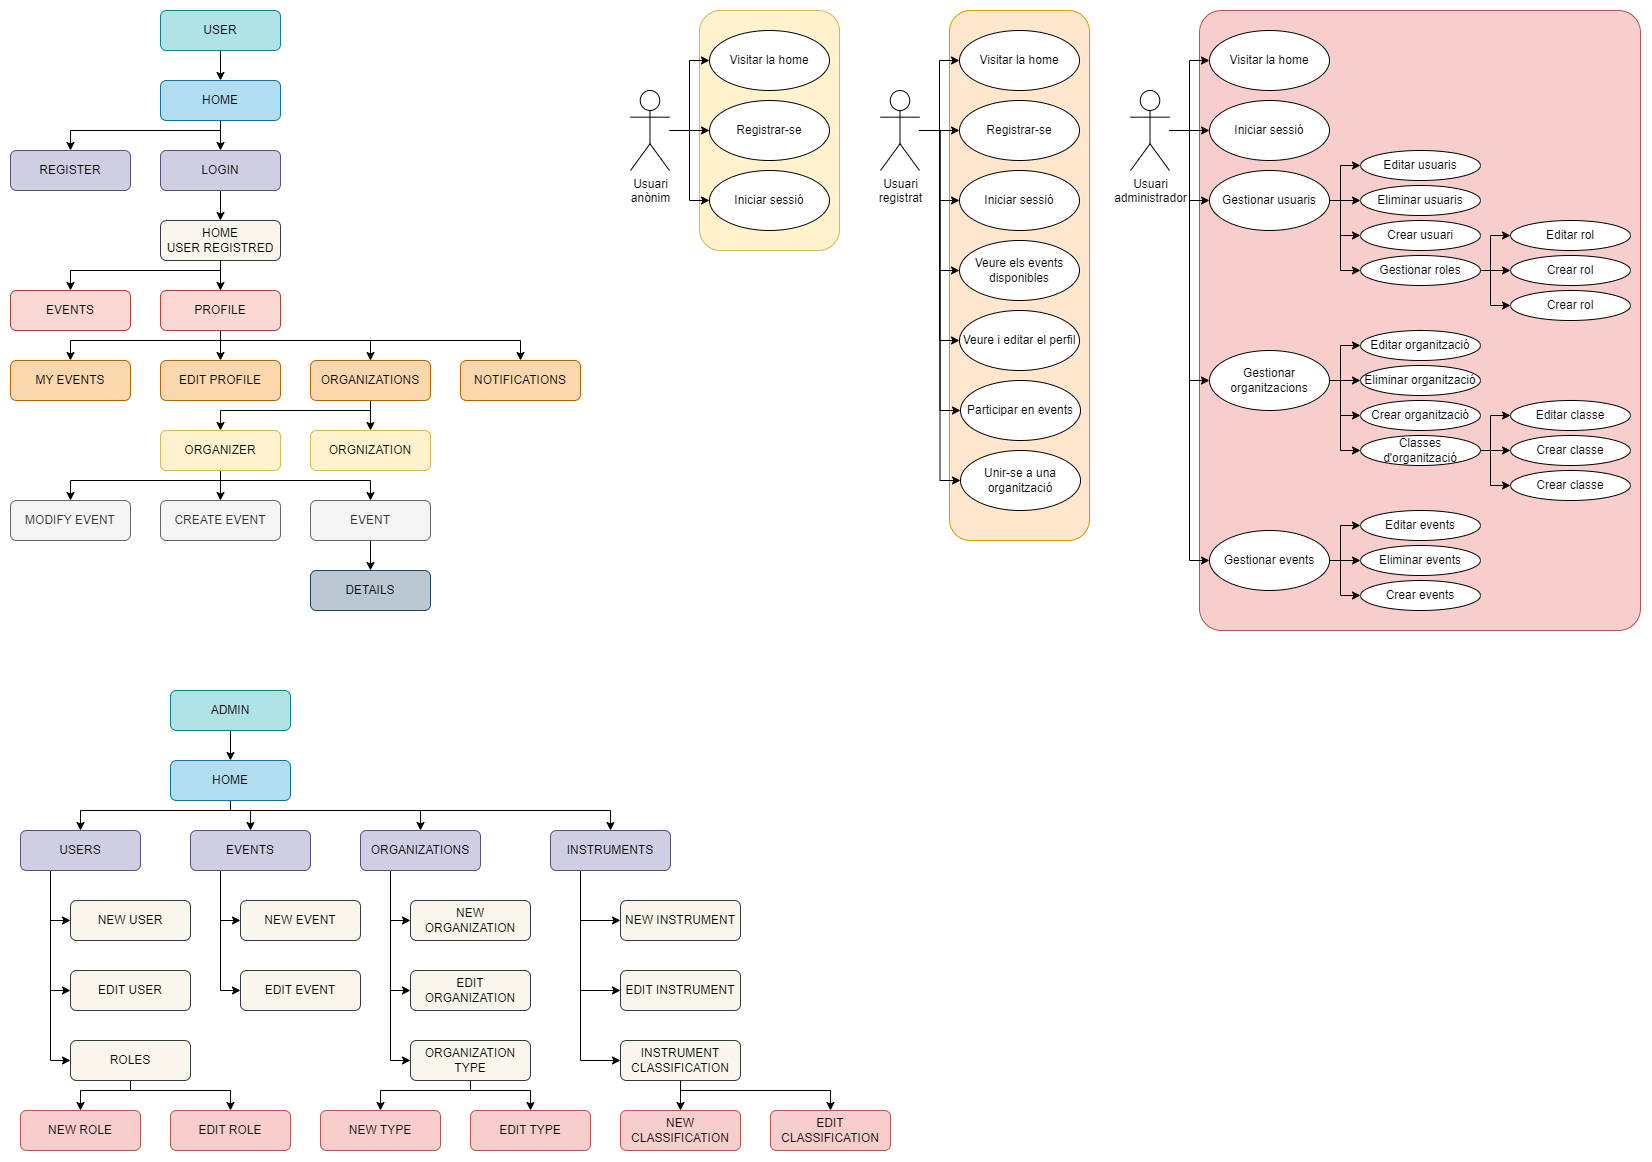 USER
HOME
REGISTER
LOGIN
HOME
USER REGISTRED
EVENTS
PROFILE
MY EVENTS
EDIT PROFILE
ORGANIZATIONS
NOTIFICATIONS
ORGANIZER
ORGNIZATION
MODIFY EVENT
CREATE EVENT
EVENT
DETAILS
Usuari
anònim
Visitar la home
Registrar-se
Iniciar sessió
Usuari
registrat
Visitar la home
Registrar-se
Iniciar sessió
Veure els events
disponibles
Veure i editar el perfil
Participar en events
Unir-se a una
organització
Usuari
administrador
Visitar la home
Iniciar sessió
Gestionar usuaris
Editar usuaris
Eliminar usuaris
Crear usuari
Gestionar roles
Editar rol
Crear rol
Crear rol
Gestionar
organitzacions
Editar organització
Eliminar organització
Crear organització
Classes
d'organització
Editar classe
Crear classe
Crear classe
Gestionar events
Editar events
Eliminar events
Crear events
ADMIN
HOME
USERS
EVENTS
ORGANIZATIONS
INSTRUMENTS
NEW USER
NEW EVENT
NEW
ORGANIZATION
NEW INSTRUMENT
EDIT USER
EDIT EVENT
EDIT
ORGANIZATION
EDIT INSTRUMENT
ROLES
ORGANIZATION
TYPE
INSTRUMENT
CLASSIFICATION
NEW ROLE
EDIT ROLE
NEW TYPE
EDIT TYPE
NEW
CLASSIFICATION
EDIT
CLASSIFICATION